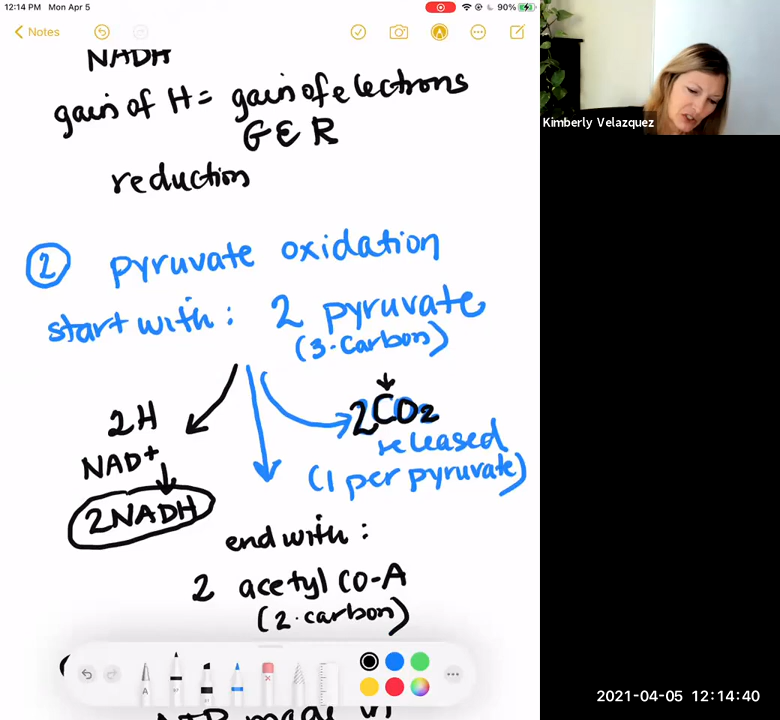 12:14 PM Mon Apr 5
90%
Notes
NADH
gain of H = gain of electrons
GER
reduction
2 pyruvate oxidation
start with: 2 pyruvate
(3-carbon)
2H
2CO2
NAD+
released
(1 per pyruvate)
2NADH
end with:
2 acetyl CO-A
(2-carbon)
Kimberly Velazquez
2021-04-05 12:14:40